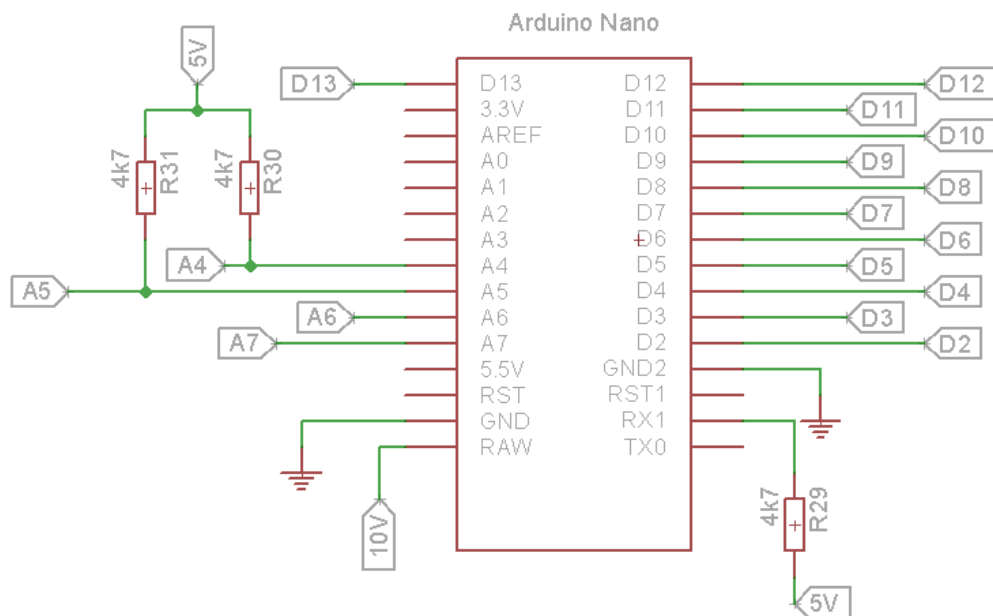 Arduino Nano
5V
D13
D13
D12
D12
3.3V
D11
D11
AREF
D10
D10
4k7
R31
4k7
R30
A0
D9
D9
A1
D8
D8
A2
D7
D7
A3
D6
D6
A4
A4
D5
D5
A5
A5
D4
D4
A6
A6
D3
D3
A7
A7
D2
D2
5.5V
GND2
RST
RST1
GND
RX1
RAW
TX0
10V
4k7
R29
5V